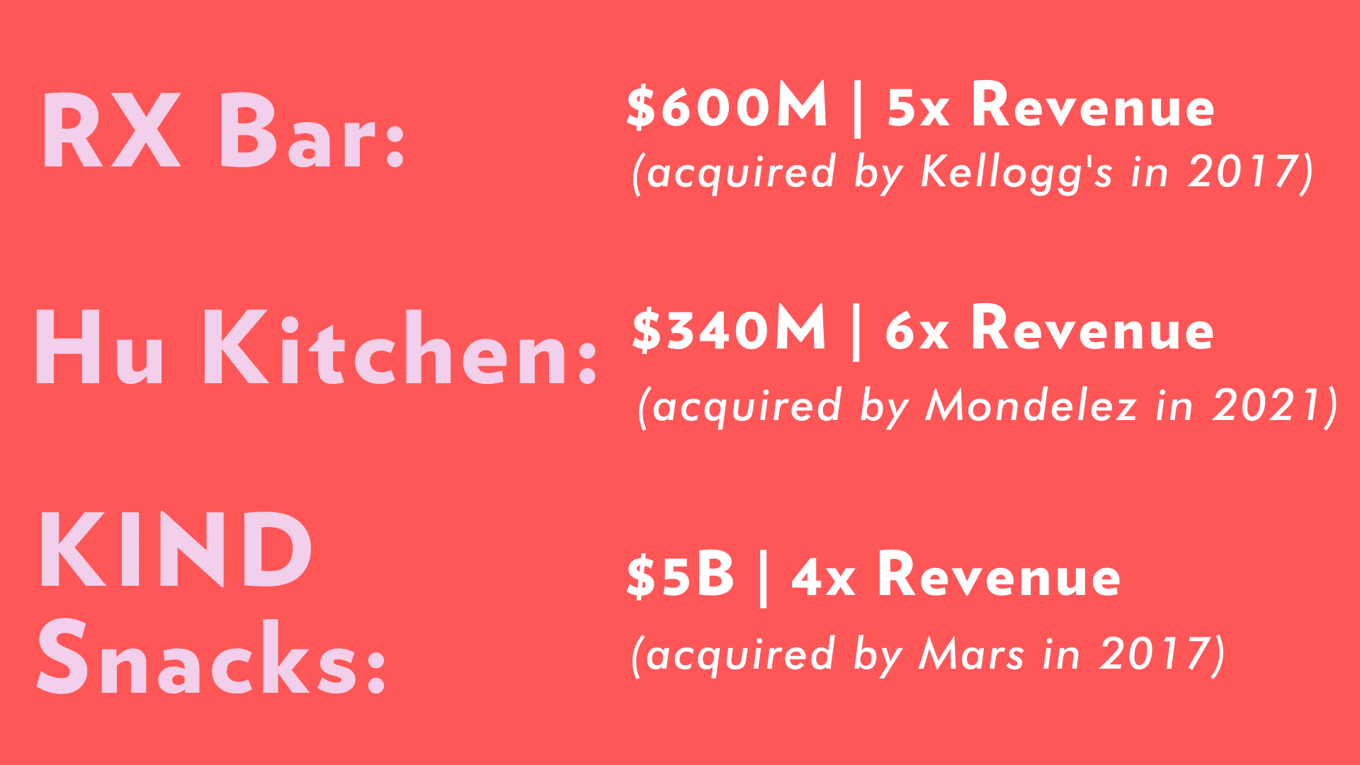 RX Bar:
$600M | 5x Revenue
(acquired by Kellogg's in 2017)
Hu Kitchen:
$340M | 6x Revenue
(acquired by Mondelez in 2021)
KIND
Snacks:
$5B | 4x Revenue
(acquired by Mars in 2017)